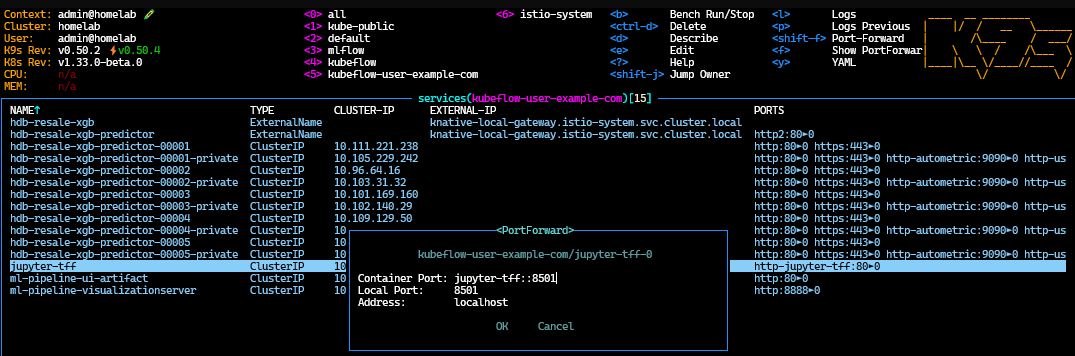 Context: admin@homelab <0> all <6> istio-system <b> Bench Run/Stop <l> Logs
Cluster: homelab <1> kube-public <ctrl-d> Delete <p> Logs Previous
User: admin@homelab <2> default <d> Describe <shift-f> Port-Forward
K9s Rev: v0.50.2 ⚡v0.50.4 <3> mlflow <e> Edit <f> Show PortForwar
K8s Rev: v1.33.0-beta.0 <4> kubeflow <?> Help <y> YAML
CPU: n/a <5> kubeflow-user-example-com <shift-j> Jump Owner
MEM: n/a
services(kubeflow-user-example-com)[15]
NAME↑ TYPE CLUSTER-IP EXTERNAL-IP PORTS
hdb-resale-xgb ExternalName knative-local-gateway.istio-system.svc.cluster.local
hdb-resale-xgb-predictor ExternalName knative-local-gateway.istio-system.svc.cluster.local http2:80►0
hdb-resale-xgb-predictor-00001 ClusterIP 10.111.221.238 http:80►0 https:443►0
hdb-resale-xgb-predictor-00001-private ClusterIP 10.105.229.242 http:80►0 https:443►0 http-autometric:9090►0 http-us
hdb-resale-xgb-predictor-00002 ClusterIP 10.96.64.16 http:80►0 https:443►0
hdb-resale-xgb-predictor-00002-private ClusterIP 10.103.31.32 http:80►0 https:443►0 http-autometric:9090►0 http-us
hdb-resale-xgb-predictor-00003 ClusterIP 10.101.169.160 http:80►0 https:443►0
hdb-resale-xgb-predictor-00003-private ClusterIP 10.102.140.29 http:80►0 https:443►0 http-autometric:9090►0 http-us
hdb-resale-xgb-predictor-00004 ClusterIP 10.109.129.50 http:80►0 https:443►0
hdb-resale-xgb-predictor-00004-private ClusterIP 10 http:80►0 https:443►0 http-autometric:9090►0 http-us
hdb-resale-xgb-predictor-00005 ClusterIP 10 http:80►0 https:443►0
hdb-resale-xgb-predictor-00005-private ClusterIP 10 http:80►0 https:443►0 http-autometric:9090►0 http-us
jupyter-tff ClusterIP 10 http-jupyter-tff:80►0
ml-pipeline-ui-artifact ClusterIP 10 http:80►0
ml-pipeline-visualizationserver ClusterIP 10 http:8888►0
<PortForward>
kubeflow-user-example-com/jupyter-tff-0
Container Port: jupyter-tff::8501
Local Port: 8501
Address: localhost
OK Cancel